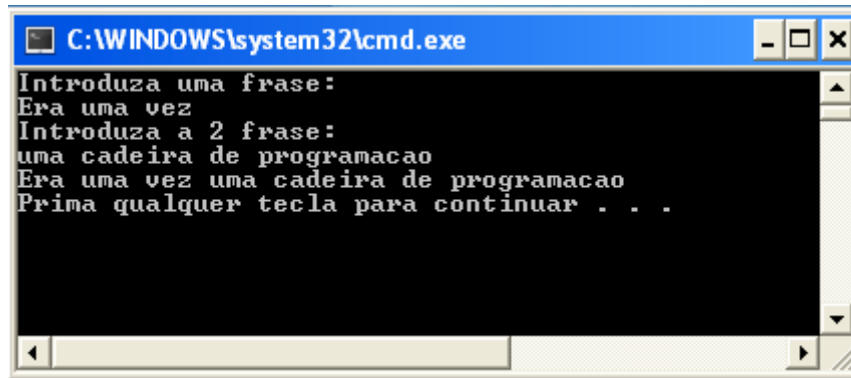 C:\WINDOWS\system32\cmd.exe
Introduza uma frase:
Era uma vez
Introduza a 2 frase:
uma cadeira de programacao
Era uma vez uma cadeira de programacao
Prima qualquer tecla para continuar . . .